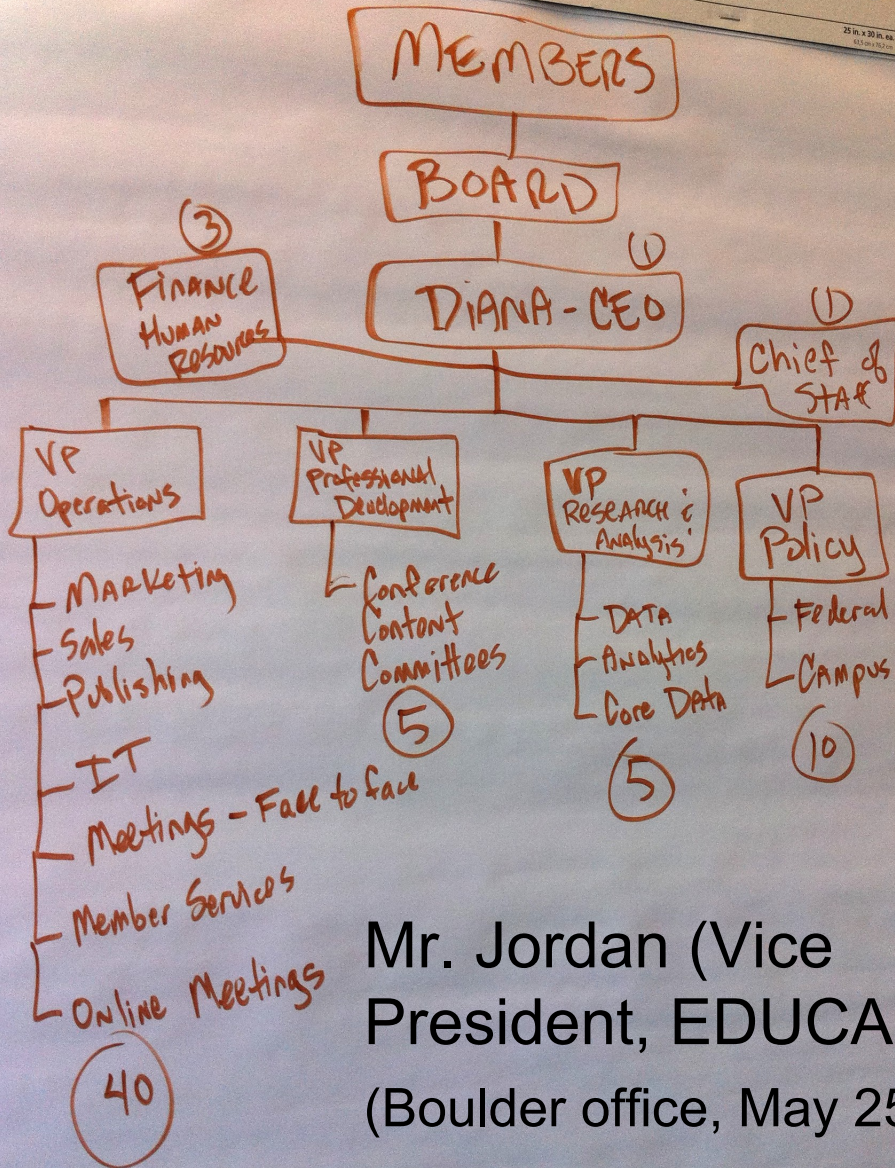 25 in. x 30 in. ea.
MEMBERS
BOARD
3
1
Finance
Human
Resources
DIANA - CEO
1
Chief of
Staff
VP
Operations
VP
Professional
Development
VP
Research &
Analysis
VP
Policy
Marketing
Sales
Publishing
IT
Meetings - Face to face
Member Services
Online Meetings
40
Conference
Content
Committees
5
DATA
Analytics
Core Data
5
Federal
Campus
10
Mr. Jordan (Vice
President, EDUCA
(Boulder office, May 25